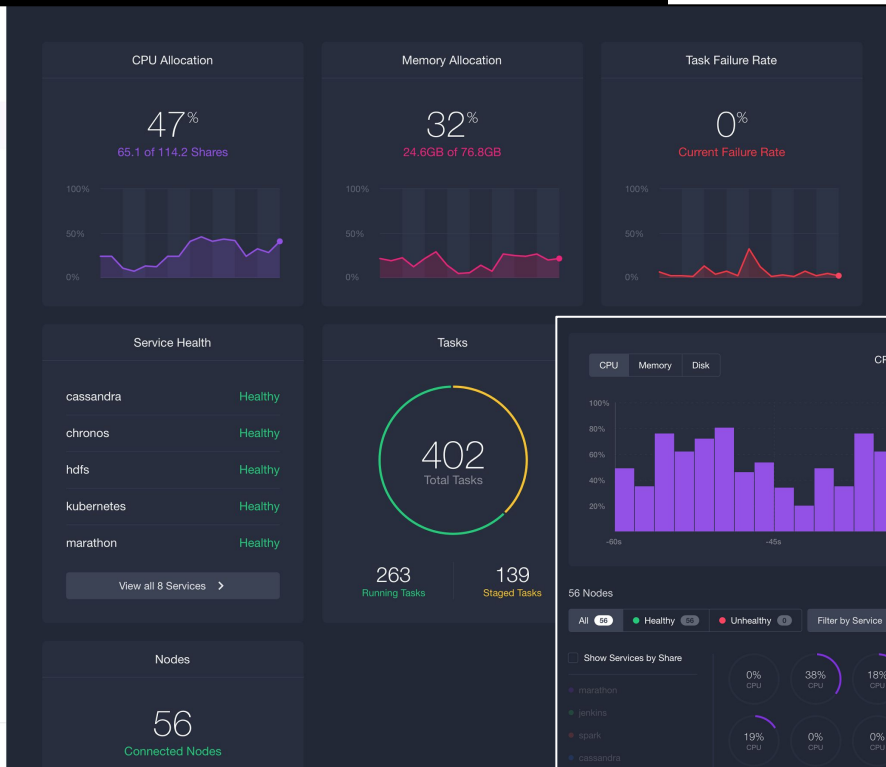 CPU Allocation
47%
65.1 of 114.2 Shares
100%
50%
0%
Memory Allocation
32%
24.6GB of 76.8GB
100%
50%
0%
Task Failure Rate
0%
Current Failure Rate
100%
50%
0%
Service Health
cassandra Healthy
chronos Healthy
hdfs Healthy
kubernetes Healthy
marathon Healthy
View all 8 Services
Tasks
402
Total Tasks
263
Running Tasks
139
Staged Tasks
Nodes
56
Connected Nodes
CPU Memory Disk
100%
80%
60%
40%
20%
-60s -45s
56 Nodes
All 56 Healthy 56 Unhealthy 0 Filter by Service
Show Services by Share
marathon
jenkins
spark
cassandra
0%
CPU
38%
CPU
18%
CPU
19%
CPU
0%
CPU
0%
CPU